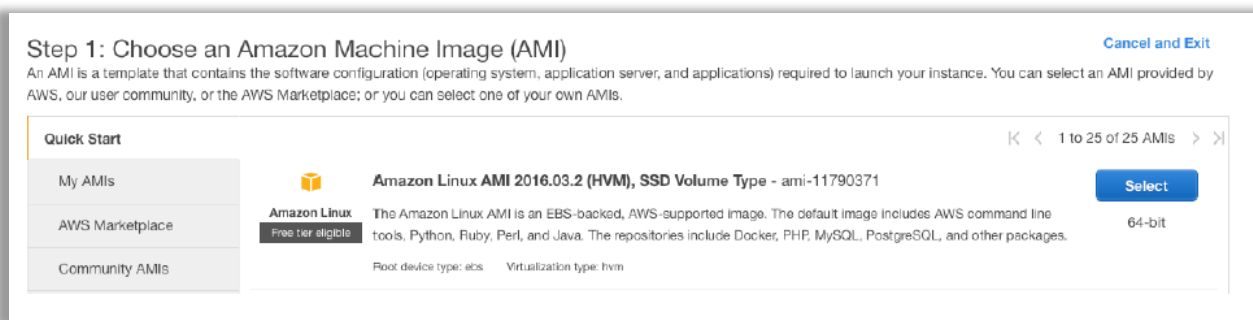 Step 1: Choose an Amazon Machine Image (AMI)
Cancel and Exit
An AMI is a template that contains the software configuration (operating system, application server, and applications) required to launch your instance. You can select an AMI provided by
AWS, our user community, or the AWS Marketplace; or you can select one of your own AMIs.
Quick Start
1 to 25 of 25 AMIs
My AMIs
AWS Marketplace
Community AMIs
Amazon Linux
Free tier eligible
Amazon Linux AMI 2016.03.2 (HVM), SSD Volume Type - ami-11790371
The Amazon Linux AMI is an EBS-backed, AWS-supported image. The default image includes AWS command line
tools, Python, Ruby, Perl, and Java. The repositories include Docker, PHP, MySQL, PostgreSQL, and other packages.
Root device type: ebs Virtualization type: hvm
Select
64-bit